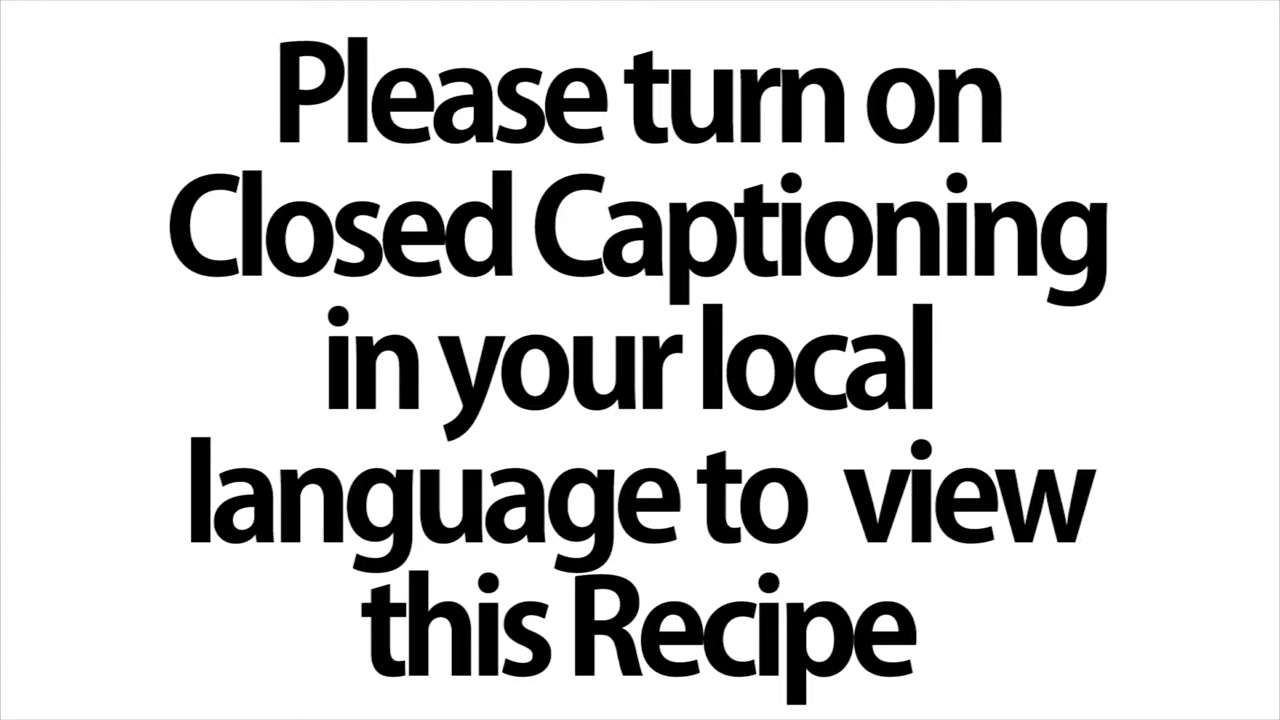 Please turn on
Closed Captioning
in your local
language to view
this Recipe